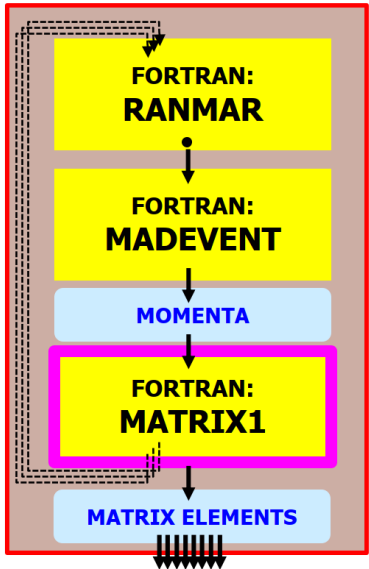 FORTRAN:
RANMAR
FORTRAN:
MADEVENT
MOMENTA
FORTRAN:
MATRIX1
MATRIX ELEMENTS